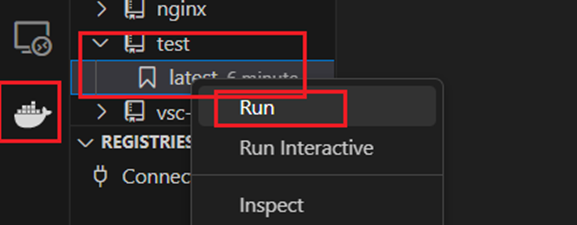 nginx
test
latest 6 minute
Run
vsc-
REGISTRIES
Run Interactive
Connec
Inspect